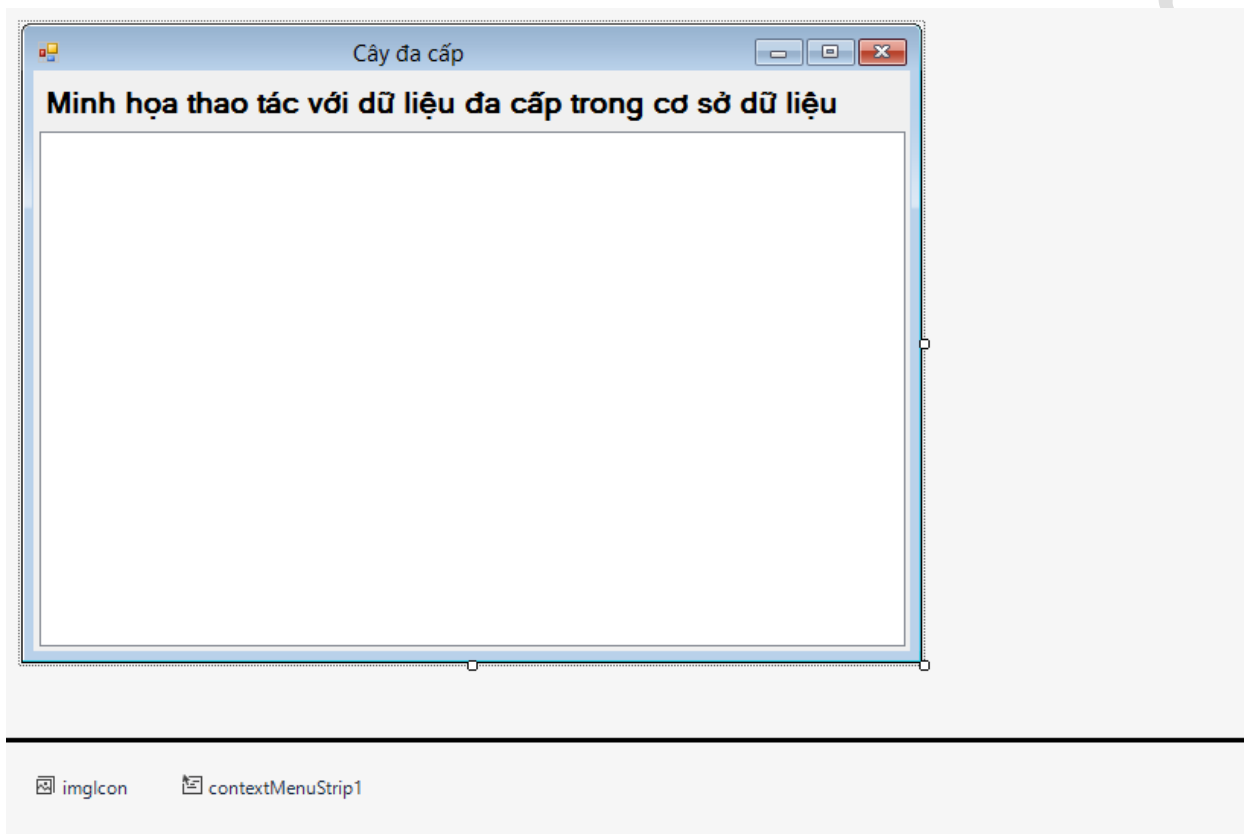 Cây đa cấp
Minh họa thao tác với dữ liệu đa cấp trong cơ sở dữ liệu
imgIcon contextMenuStrip1